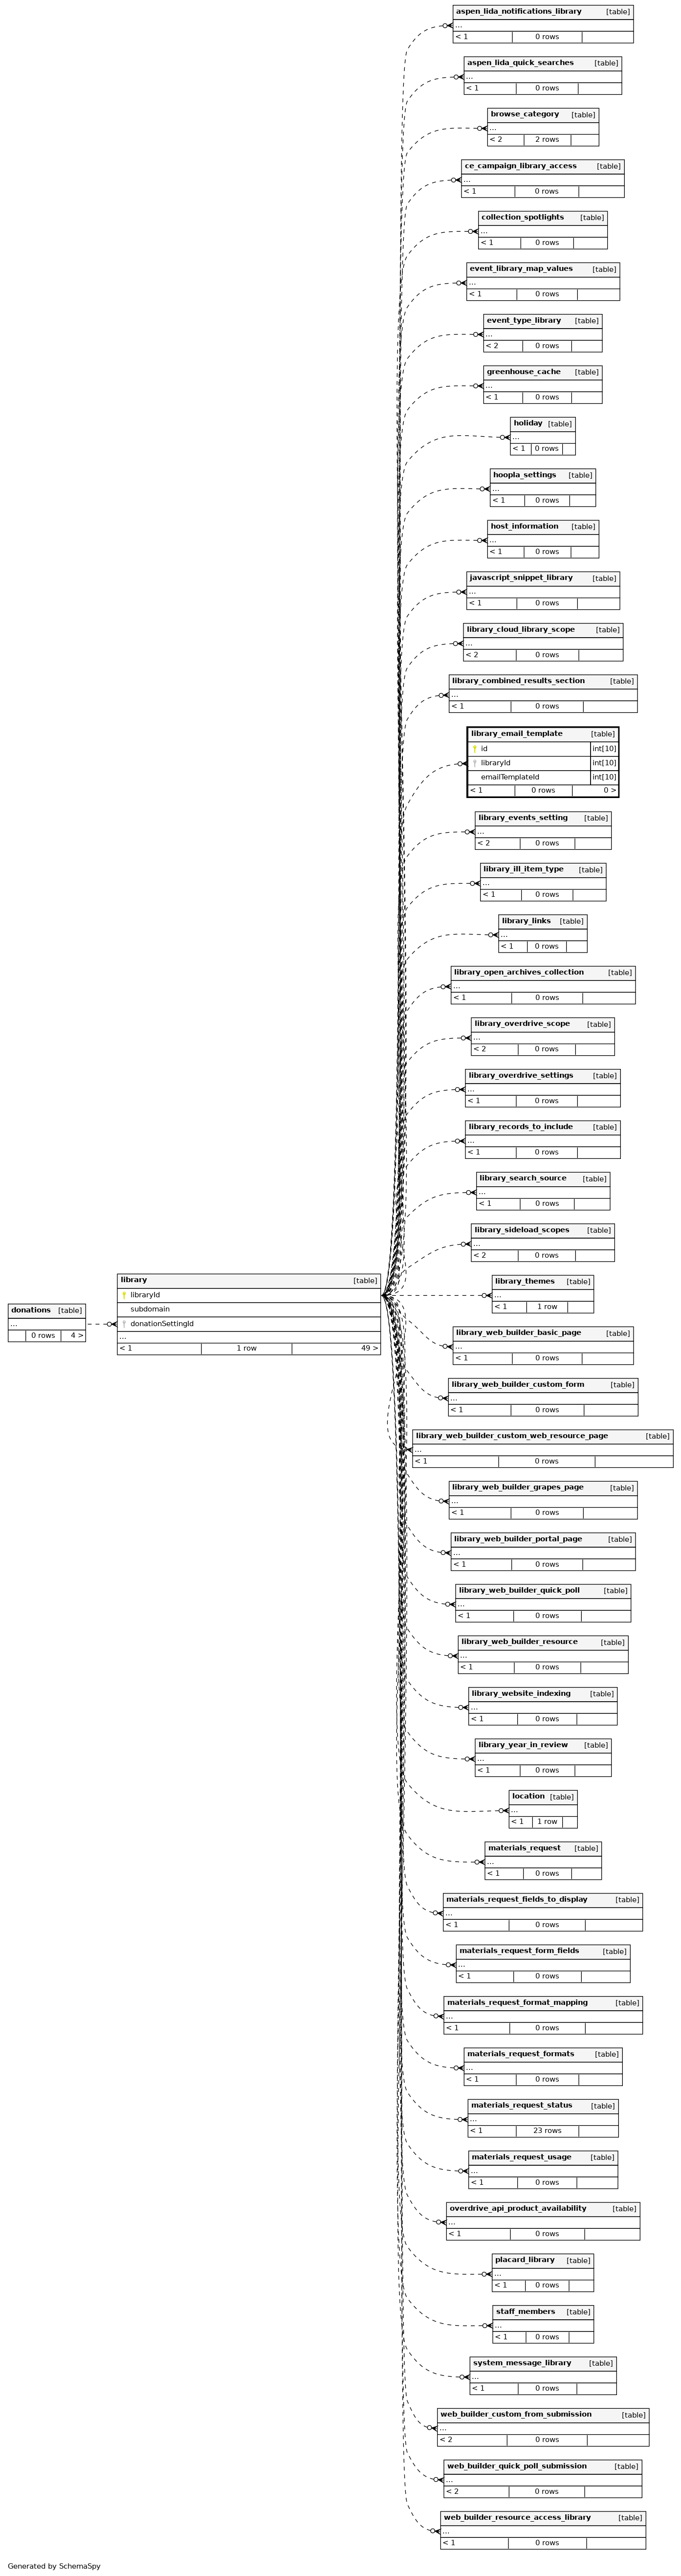 aspen_lida_notifications_library [table]
...
< 1 0 rows
aspen_lida_quick_searches [table]
...
< 1 0 rows
browse_category [table]
...
< 2 2 rows
ce_campaign_library_access [table]
...
< 1 0 rows
collection_spotlights [table]
...
< 1 0 rows
event_library_map_values [table]
...
< 1 0 rows
event_type_library [table]
...
< 2 0 rows
greenhouse_cache [table]
...
< 1 0 rows
holiday [table]
...
< 1 0 rows
hoopla_settings [table]
...
< 1 0 rows
host_information [table]
...
< 1 0 rows
javascript_snippet_library [table]
...
< 1 0 rows
library_cloud_library_scope [table]
...
< 2 0 rows
library_combined_results_section [table]
...
< 1 0 rows
library_email_template [table]
id int[10]
libraryId int[10]
emailTemplateId int[10]
< 1 0 rows 0 >
library_events_setting [table]
...
< 2 0 rows
library_ill_item_type [table]
...
< 1 0 rows
library_links [table]
...
< 1 0 rows
library_open_archives_collection [table]
...
< 1 0 rows
library_overdrive_scope [table]
...
< 2 0 rows
library_overdrive_settings [table]
...
< 1 0 rows
library_records_to_include [table]
...
< 1 0 rows
library_search_source [table]
...
< 1 0 rows
library_sideload_scopes [table]
...
< 2 0 rows
donations [table]
...
0 rows 4 >
library [table]
libraryId
subdomain
donationSettingId
...
< 1 1 row 49 >
library_themes [table]
...
< 1 1 row
library_web_builder_basic_page [table]
...
< 1 0 rows
library_web_builder_custom_form [table]
...
< 1 0 rows
library_web_builder_custom_web_resource_page [table]
...
< 1 0 rows
library_web_builder_grapes_page [table]
...
< 1 0 rows
library_web_builder_portal_page [table]
...
< 1 0 rows
library_web_builder_quick_poll [table]
...
< 1 0 rows
library_web_builder_resource [table]
...
< 1 0 rows
library_website_indexing [table]
...
< 1 0 rows
library_year_in_review [table]
...
< 1 0 rows
location [table]
...
< 1 1 row
materials_request [table]
...
< 1 0 rows
materials_request_fields_to_display [table]
...
< 1 0 rows
materials_request_form_fields [table]
...
< 1 0 rows
materials_request_format_mapping [table]
...
< 1 0 rows
materials_request_formats [table]
...
< 1 0 rows
materials_request_status [table]
...
< 1 23 rows
materials_request_usage [table]
...
< 1 0 rows
overdrive_api_product_availability [table]
...
< 1 0 rows
placard_library [table]
...
< 1 0 rows
staff_members [table]
...
< 1 0 rows
system_message_library [table]
...
< 1 0 rows
web_builder_custom_from_submission [table]
...
< 2 0 rows
web_builder_quick_poll_submission [table]
...
< 2 0 rows
web_builder_resource_access_library [table]
...
< 1 0 rows
Generated by SchemaSpy